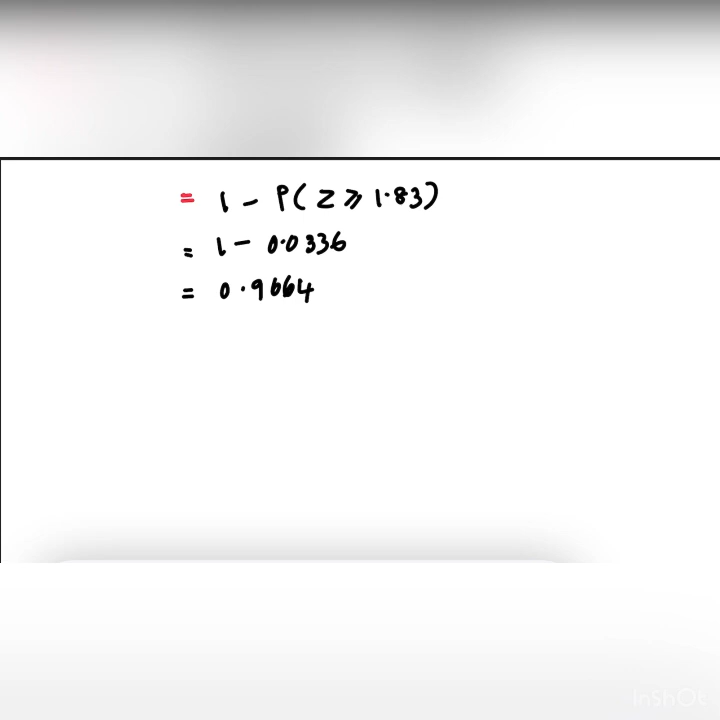 = 1 - P(Z ⩾ 1.83)
= 1 - 0.0336
= 0.9664
InShOt